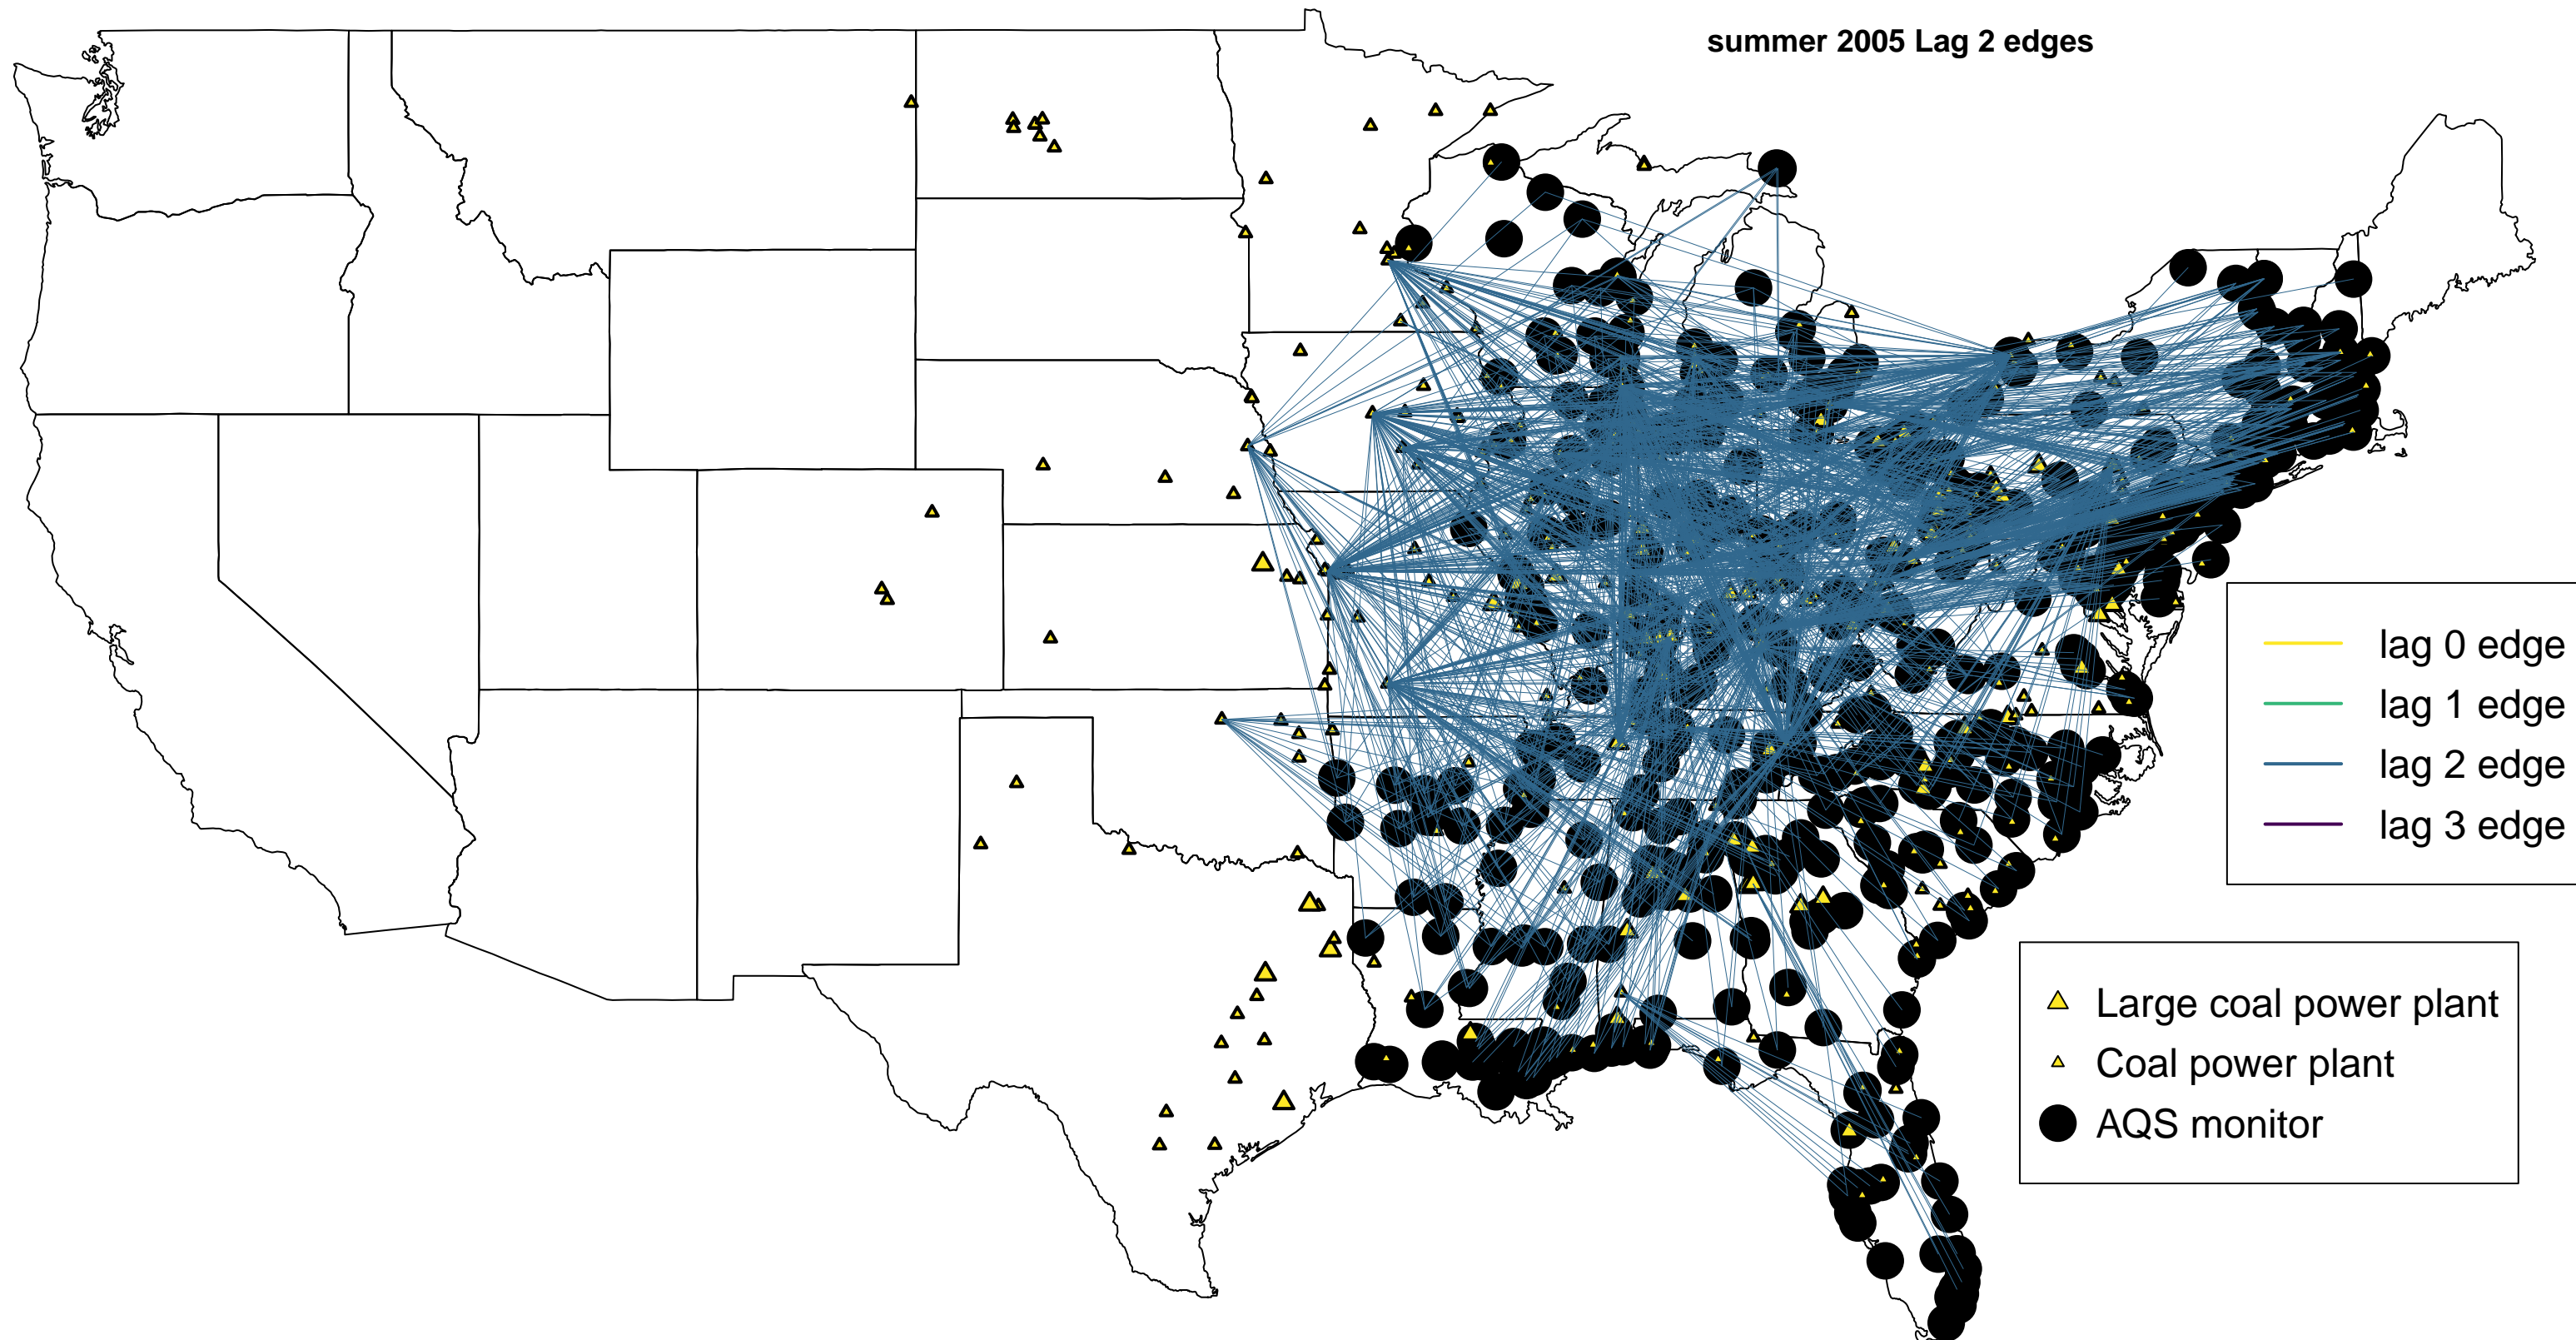 summer 2005 Lag 2 edges
lag 0 edge
lag 1 edge
lag 2 edge
lag 3 edge
Large coal power plant
Coal power plant
AQS monitor